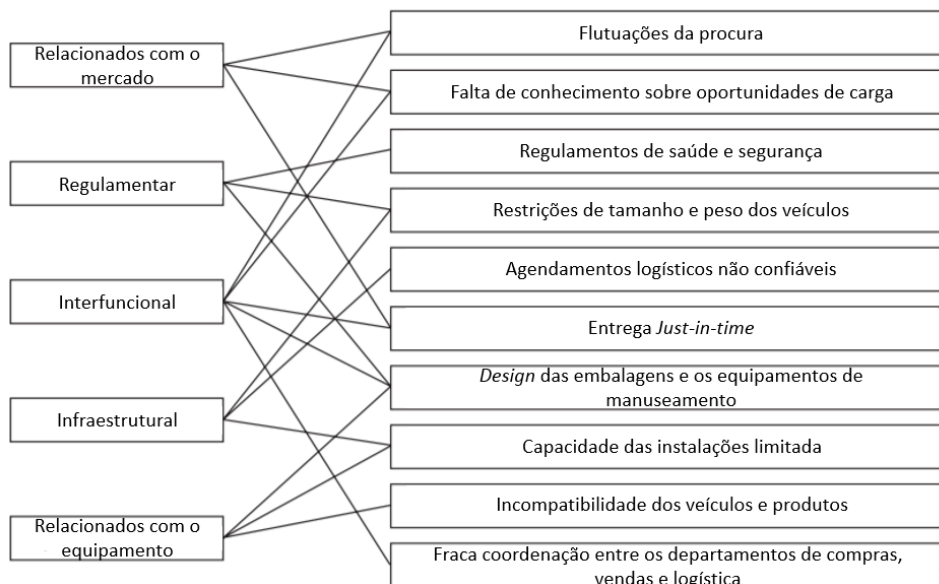 Relacionados com o
mercado
Regulamentar
Interfuncional
Infraestrutural
Relacionados com o
equipamento
Flutuações da procura
Falta de conhecimento sobre oportunidades de carga
Regulamentos de saúde e segurança
Restrições de tamanho e peso dos veículos
Agendamentos logísticos não confiáveis
Entrega Just-in-time
Design das embalagens e os equipamentos de
manuseamento
Capacidade das instalações limitada
Incompatibilidade dos veículos e produtos
Fraca coordenação entre os departamentos de compras,
vendas e logística